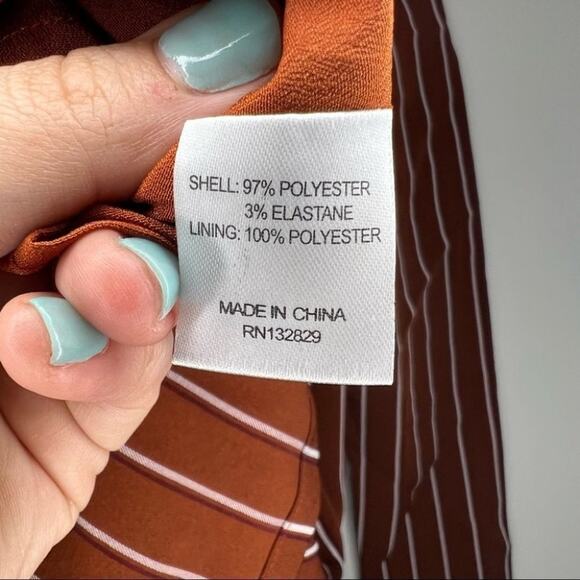 SHELL: 97% POLYESTER
3% ELASTANE
LINING: 100% POLYESTER
MADE IN CHINA
RN132829